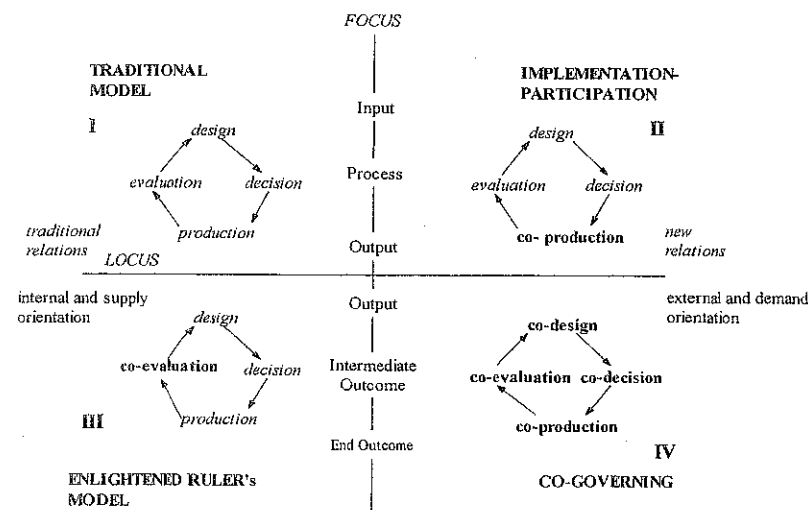 FOCUS
TRADITIONAL
MODEL
I
design
evaluation
decision
production
traditional
relations
LOCUS
Input
Process
Output
IMPLEMENTATION-
PARTICIPATION
II
design
evaluation
decision
co- production
new
relations
internal and supply
orientation
design
co-evaluation
decision
production
III
ENLIGHTENED RULER's
MODEL
Output
Intermediate
Outcome
End Outcome
external and demand
orientation
co-design
co-evaluation
co-decision
co-production
IV
CO-GOVERNING